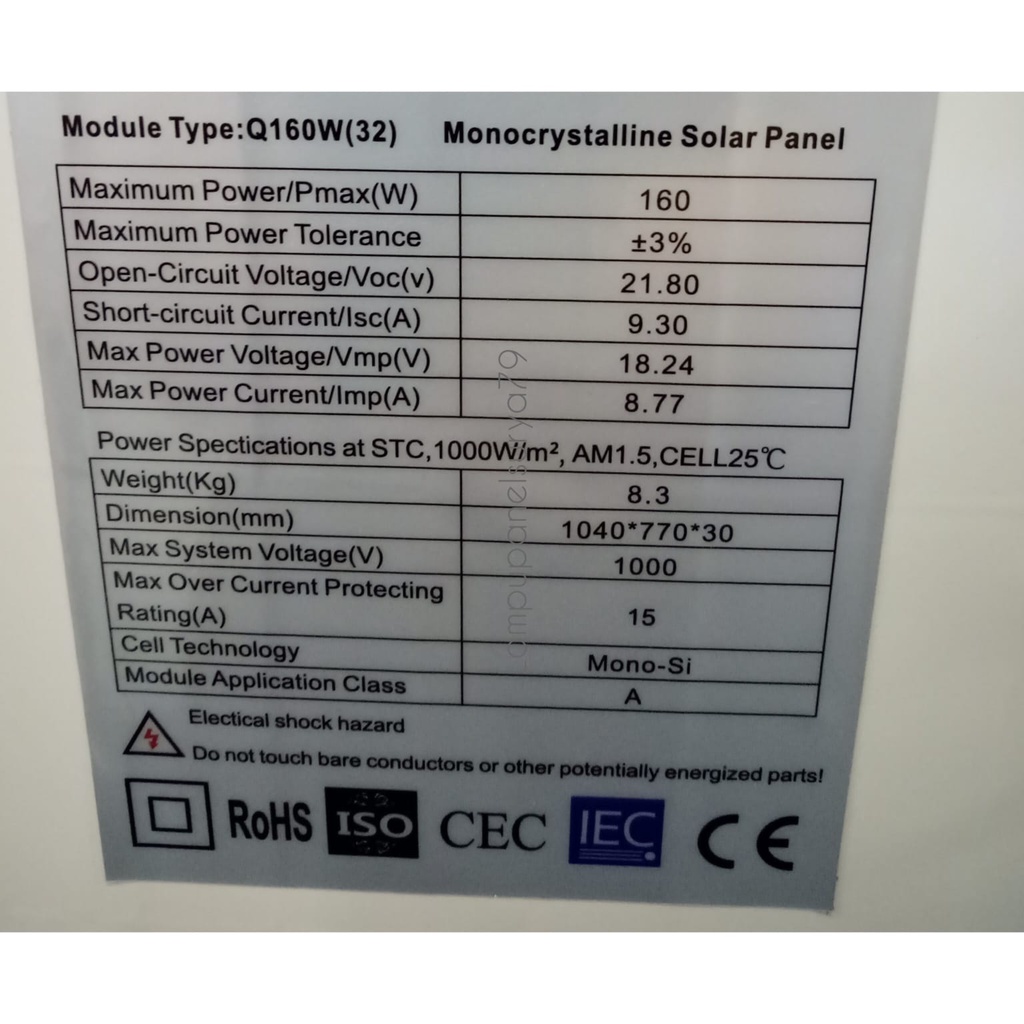 Module Type:Q160W(32) Monocrystalline Solar Panel
Maximum Power/Pmax(W) 160
Maximum Power Tolerance ±3%
Open-Circuit Voltage/Voc(v) 21.80
Short-circuit Current/Isc(A) 9.30
Max Power Voltage/Vmp(V) 18.24
Max Power Current/Imp(A) 8.77
Power Spectications at STC,1000W/m², AM1.5,CELL25℃
Weight(Kg) 8.3
Dimension(mm) 1040*770*30
Max System Voltage(V) 1000
Max Over Current Protecting
Rating(A) 15
Cell Technology Mono-Si
Module Application Class A
Electical shock hazard
Do not touch bare conductors or other potentially energized parts!
RoHS ISO CEC IEC CE